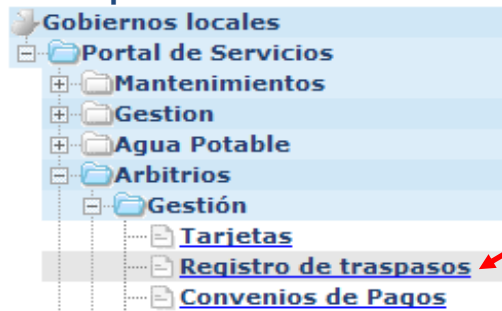 Gobiernos locales
Portal de Servicios
Mantenimientos
Gestion
Agua Potable
Arbitrios
Gestión
Tarjetas
Registro de traspasos
Convenios de Pagos